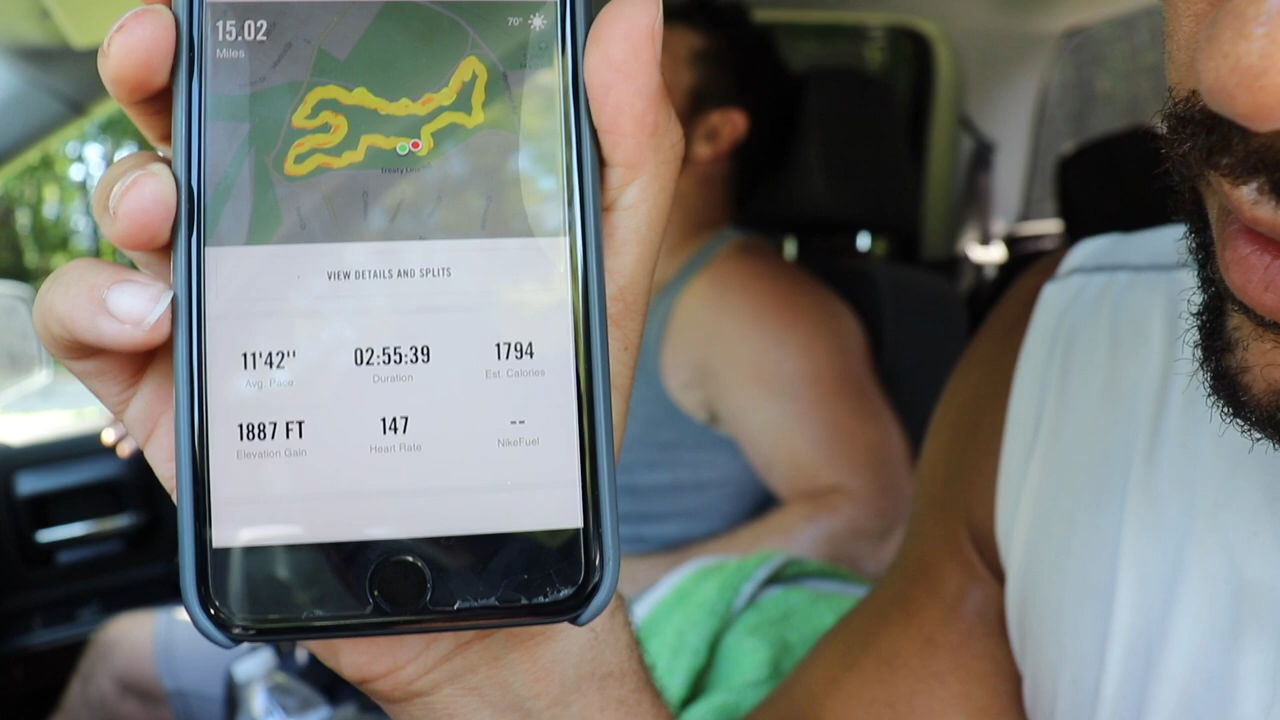 15.02
Miles
70°
VIEW DETAILS AND SPLITS
11'42''
02:55:39
1794
Avg. Pace
Duration
Est. Calories
1887 FT
147
--
Elevation Gain
Heart Rate
NikeFuel